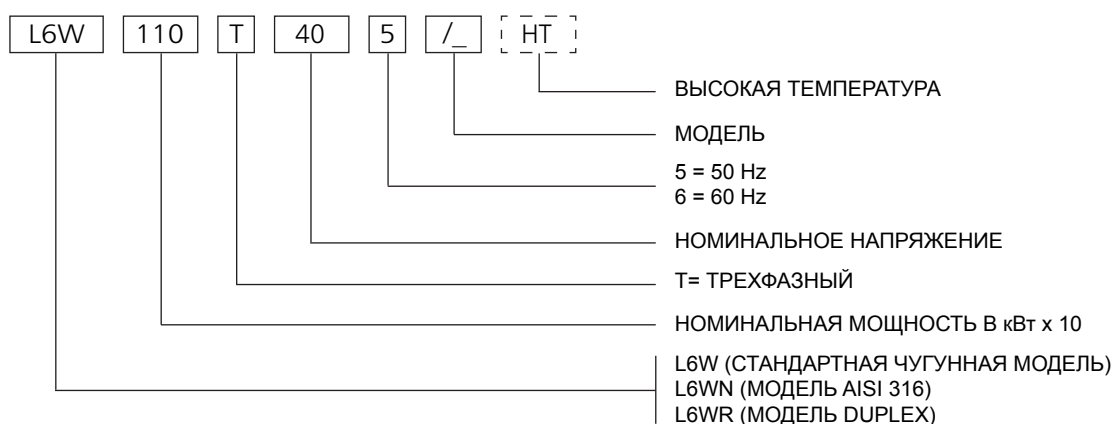 L6W 110 T 40 5 /_ HT
ВЫСОКАЯ ТЕМПЕРАТУРА
МОДЕЛЬ
5 = 50 Hz
6 = 60 Hz
НОМИНАЛЬНОЕ НАПРЯЖЕНИЕ
Т= ТРЕХФАЗНЫЙ
НОМИНАЛЬНАЯ МОЩНОСТЬ В кВт х 10
L6W (СТАНДАРТНАЯ ЧУГУННАЯ МОДЕЛЬ)
L6WN (МОДЕЛЬ AISI 316)
L6WR (МОДЕЛЬ DUPLEX)